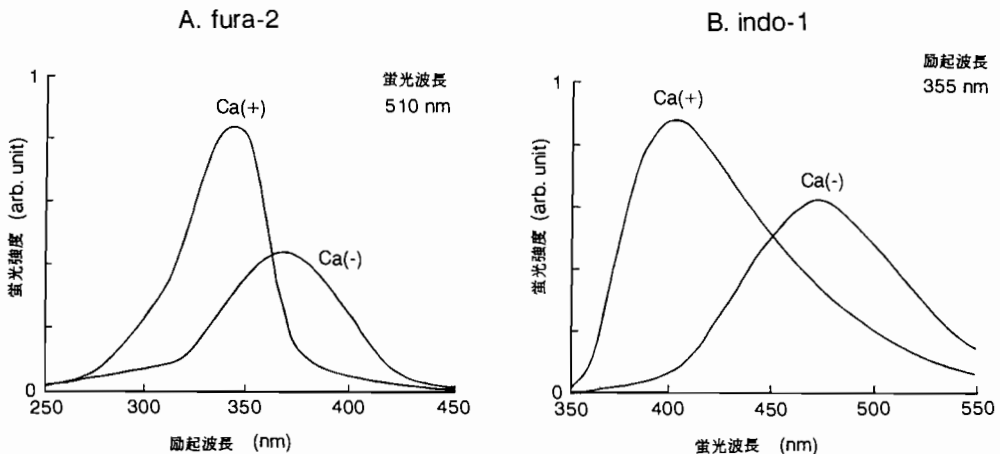 A. fura-2
蛍光波長
510 nm
Ca(+)
Ca(-)
蛍光強度 (arb. unit)
1
0
250 300 350 400 450
励起波長 (nm)
B. indo-1
励起波長
355 nm
Ca(+)
Ca(-)
蛍光強度 (arb. unit)
1
0
350 400 450 500 550
蛍光波長 (nm)